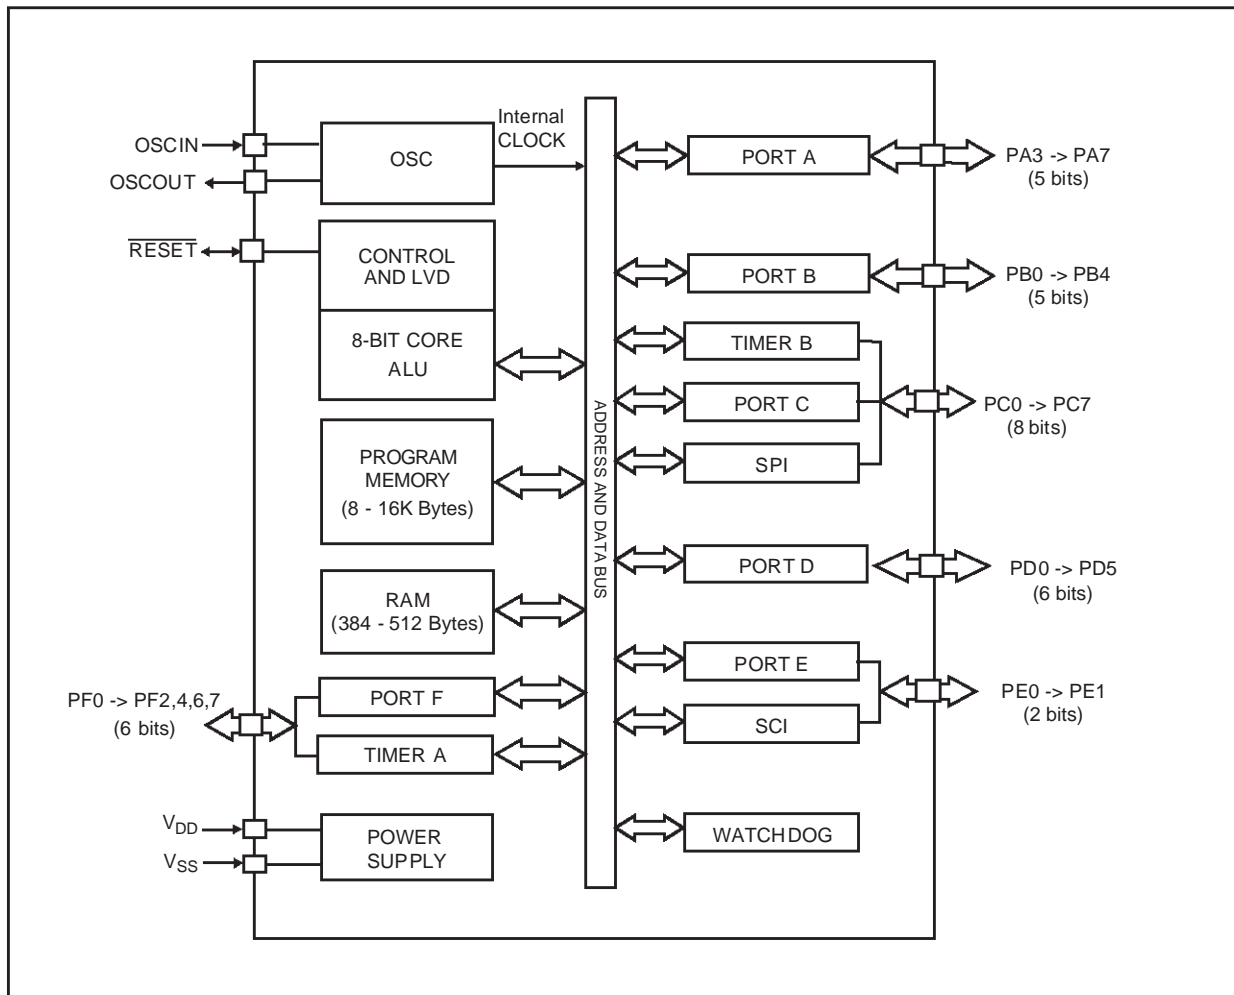 OSCIN
OSCOUT
RESET
OSC
Internal
CLOCK
CONTROL
AND LVD
8-BIT CORE
ALU
PROGRAM
MEMORY
(8 - 16K Bytes)
RAM
(384 - 512 Bytes)
PF0 -> PF2,4,6,7
(6 bits)
PORT F
TIMER A
VDD
VSS
POWER
SUPPLY
ADDRESS AND DATA BUS
PORT A
PA3 -> PA7
(5 bits)
PORT B
PB0 -> PB4
(5 bits)
TIMER B
PORT C
SPI
PC0 -> PC7
(8 bits)
PORT D
PD0 -> PD5
(6 bits)
PORT E
SCI
PE0 -> PE1
(2 bits)
WATCHDOG